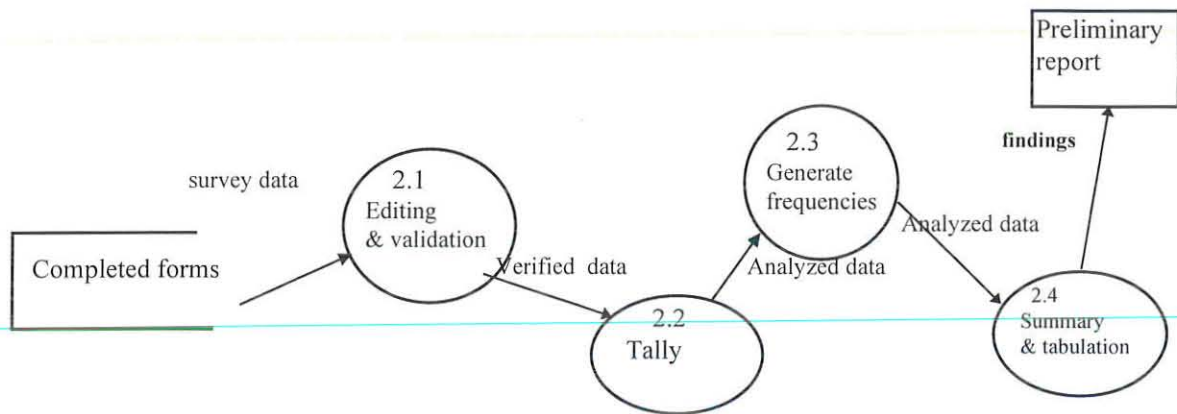 Preliminary
report
findings
2.3
Generate
frequencies
survey data
2.1
Editing
& validation
Completed forms
Verified data
Analyzed data
Analyzed data
2.2
Tally
2.4
Summary
& tabulation